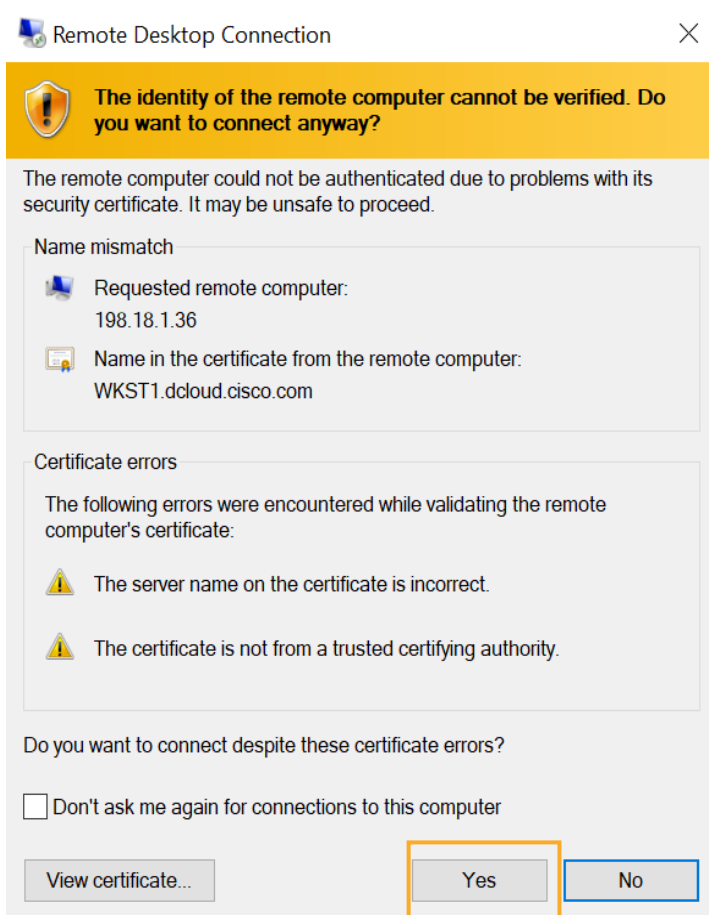 Remote Desktop Connection
The identity of the remote computer cannot be verified. Do
you want to connect anyway?
The remote computer could not be authenticated due to problems with its
security certificate. It may be unsafe to proceed.
Name mismatch
Requested remote computer:
198.18.1.36
Name in the certificate from the remote computer:
WKST1.dcloud.cisco.com
Certificate errors
The following errors were encountered while validating the remote
computer's certificate:
The server name on the certificate is incorrect.
The certificate is not from a trusted certifying authority.
Do you want to connect despite these certificate errors?
Don't ask me again for connections to this computer
View certificate... Yes No